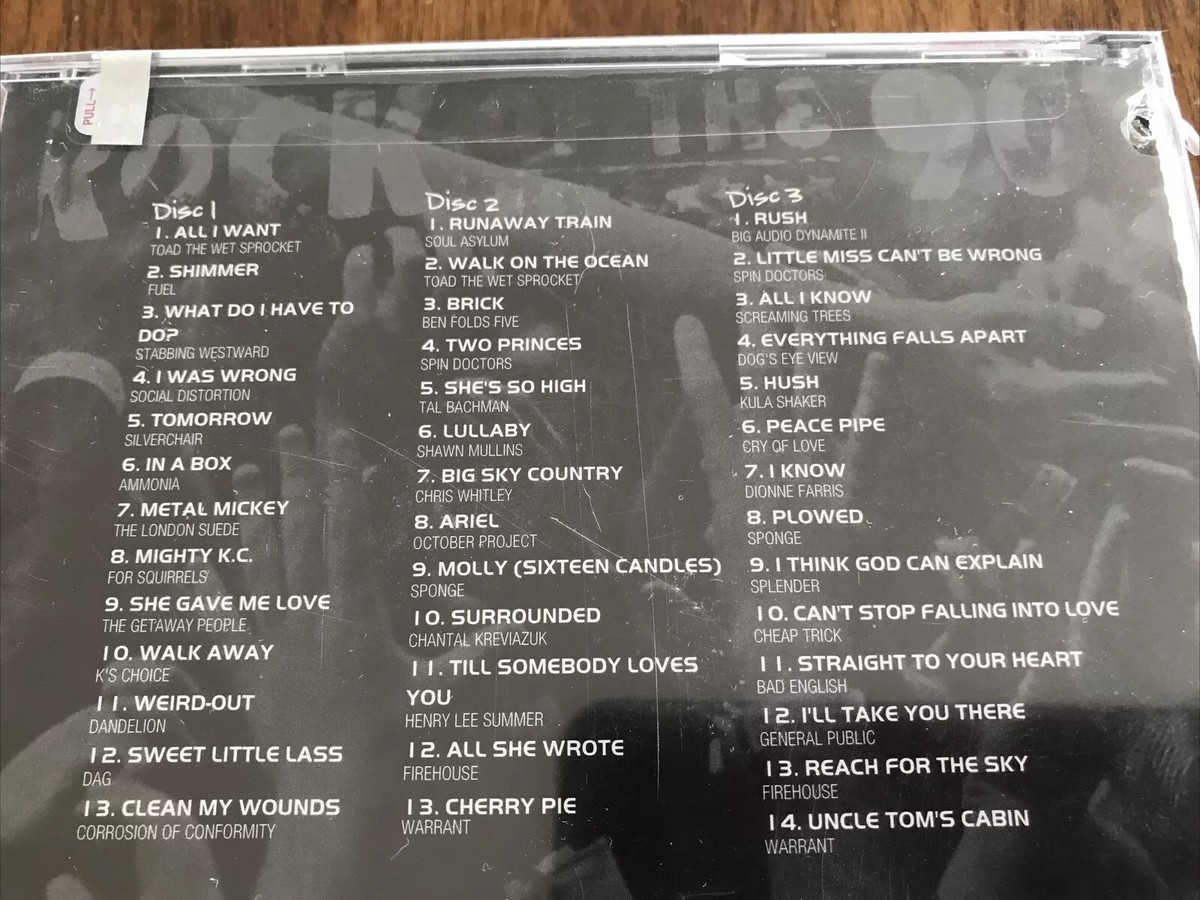 PULL→
ROCK THE 90
Disc 1
1. ALL I WANT
TOAD THE WET SPROCKET
2. SHIMMER
FUEL
3. WHAT DO I HAVE TO
DO?
STABBING WESTWARD
4. I WAS WRONG
SOCIAL DISTORTION
5. TOMORROW
SILVERCHAIR
6. IN A BOX
AMMONIA
7. METAL MICKEY
THE LONDON SUEDE
8. MIGHTY K.C.
FOR SQUIRRELS
9. SHE GAVE ME LOVE
THE GETAWAY PEOPLE
10. WALK AWAY
K'S CHOICE
11. WEIRD-OUT
DANDELION
12. SWEET LITTLE LASS
DAG
13. CLEAN MY WOUNDS
CORROSION OF CONFORMITY
Disc 2
1. RUNAWAY TRAIN
SOUL ASYLUM
2. WALK ON THE OCEAN
TOAD THE WET SPROCKET
3. BRICK
BEN FOLDS FIVE
4. TWO PRINCES
SPIN DOCTORS
5. SHE'S SO HIGH
TAL BACHMAN
6. LULLABY
SHAWN MULLINS
7. BIG SKY COUNTRY
CHRIS WHITLEY
8. ARIEL
OCTOBER PROJECT
9. MOLLY (SIXTEEN CANDLES)
SPONGE
10. SURROUNDED
CHANTAL KREVIAZUK
11. TILL SOMEBODY LOVES
YOU
HENRY LEE SUMMER
12. ALL SHE WROTE
FIREHOUSE
13. CHERRY PIE
WARRANT
Disc 3
1. RUSH
BIG AUDIO DYNAMITE II
2. LITTLE MISS CAN'T BE WRONG
SPIN DOCTORS
3. ALL I KNOW
SCREAMING TREES
4. EVERYTHING FALLS APART
DOG'S EYE VIEW
5. HUSH
KULA SHAKER
6. PEACE PIPE
CRY OF LOVE
7. I KNOW
DIONNE FARRIS
8. PLOWED
SPONGE
9. I THINK GOD CAN EXPLAIN
SPLENDER
10. CAN'T STOP FALLING INTO LOVE
CHEAP TRICK
11. STRAIGHT TO YOUR HEART
BAD ENGLISH
12. I'LL TAKE YOU THERE
GENERAL PUBLIC
13. REACH FOR THE SKY
FIREHOUSE
14. UNCLE TOM'S CABIN
WARRANT